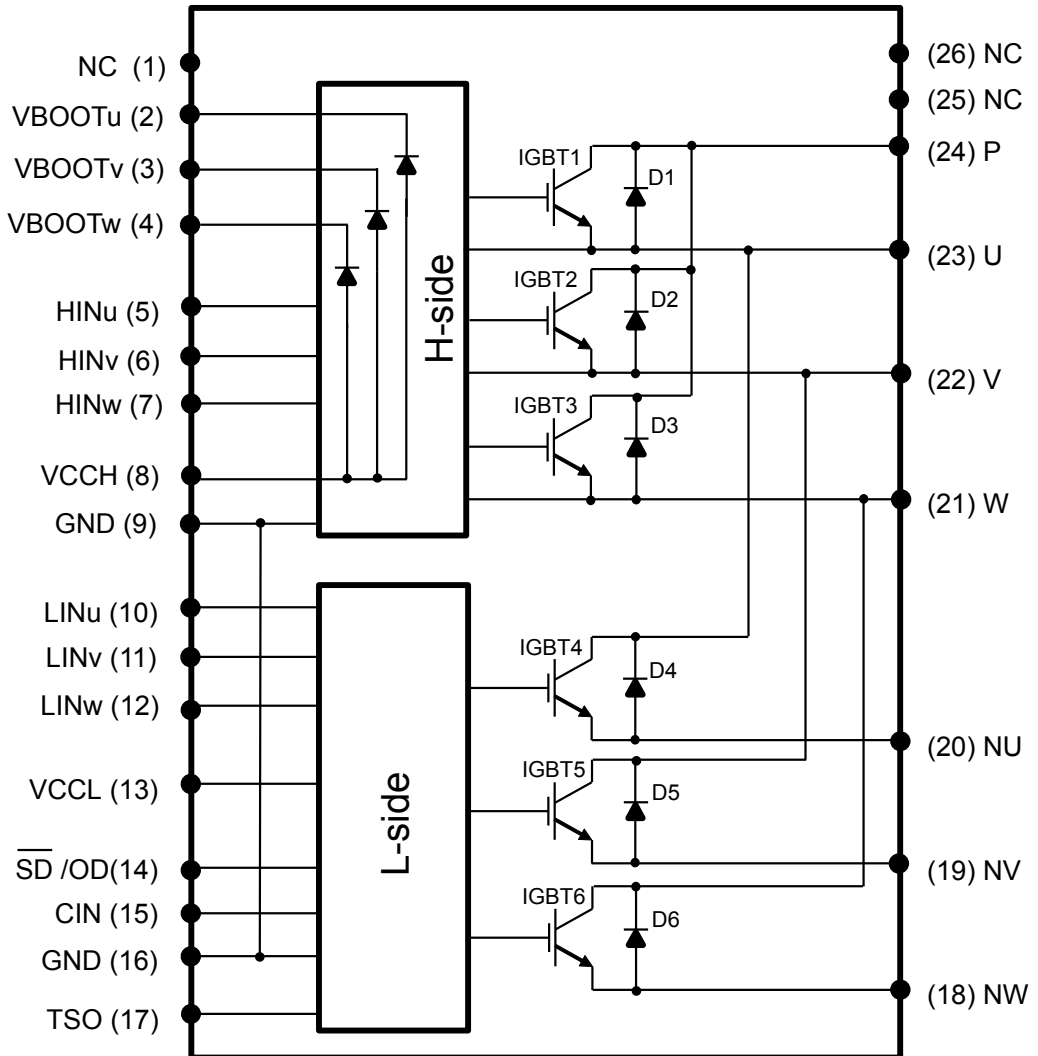 NC (1)
VBOOTu (2)
VBOOTv (3)
VBOOTw (4)
HINu (5)
HINv (6)
HINw (7)
VCCH (8)
GND (9)
LINu (10)
LINv (11)
LINw (12)
VCCL (13)
S̅D̅ /OD(14)
CIN (15)
GND (16)
TSO (17)
H-side
L-side
IGBT1
D1
IGBT2
D2
IGBT3
D3
IGBT4
D4
IGBT5
D5
IGBT6
D6
(26) NC
(25) NC
(24) P
(23) U
(22) V
(21) W
(20) NU
(19) NV
(18) NW